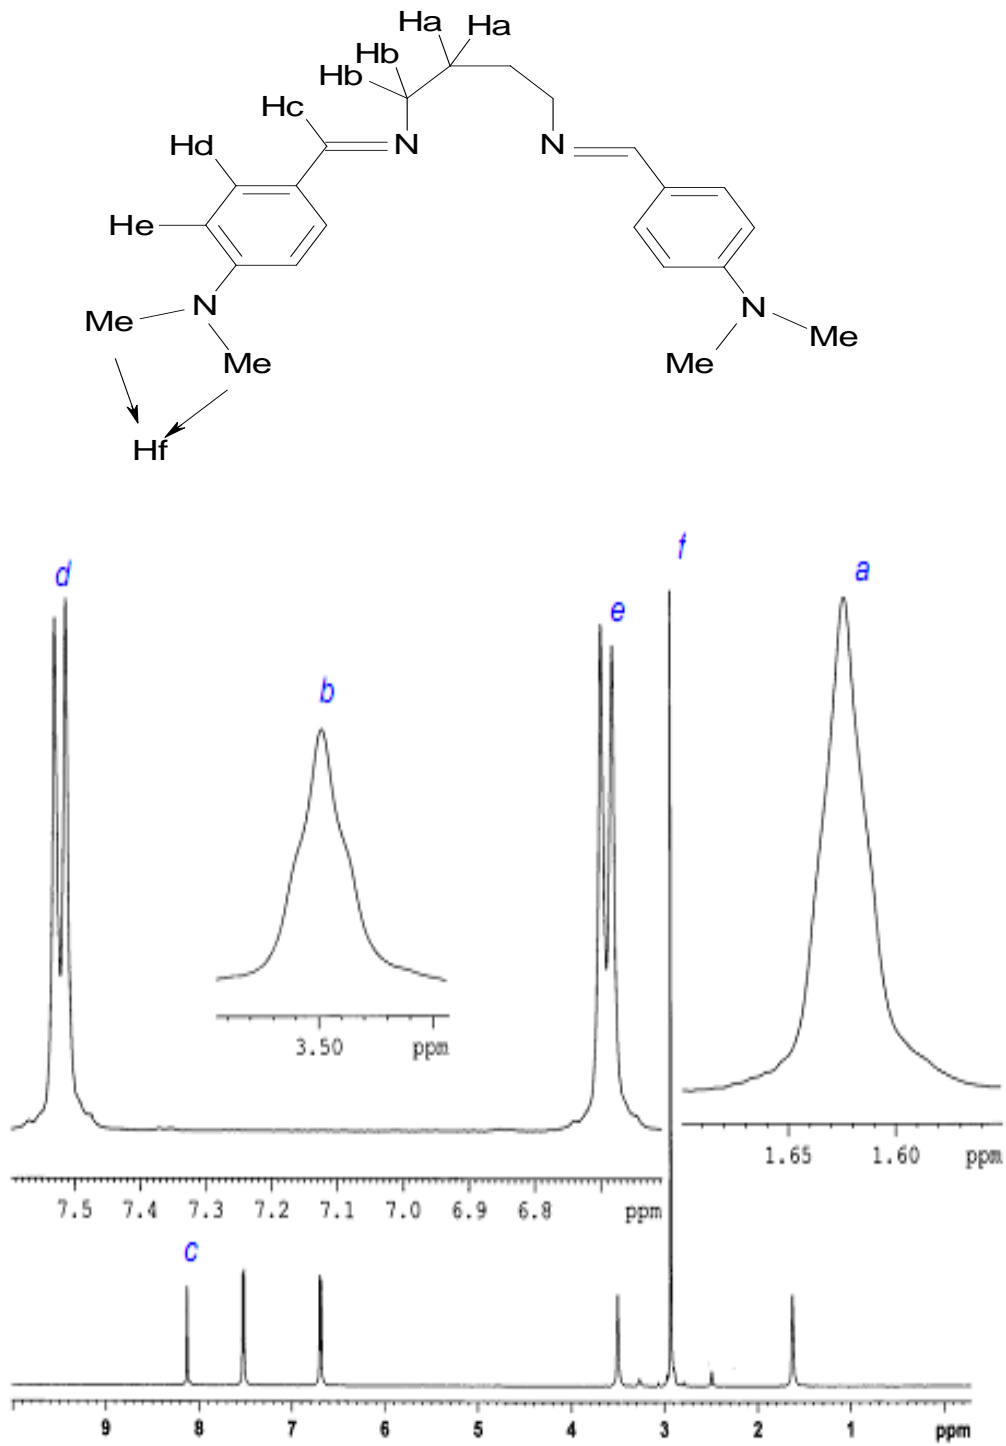 Ha Ha
Hb
Hb
Hc
Hd
N N
He
N N
Me Me
Me Me
Hf
f
d a
e
b
3.50 ppm
1.65 1.60 ppm
7.5 7.4 7.3 7.2 7.1 7.0 6.9 6.8 ppm
c
9 8 7 6 5 4 3 2 1 ppm